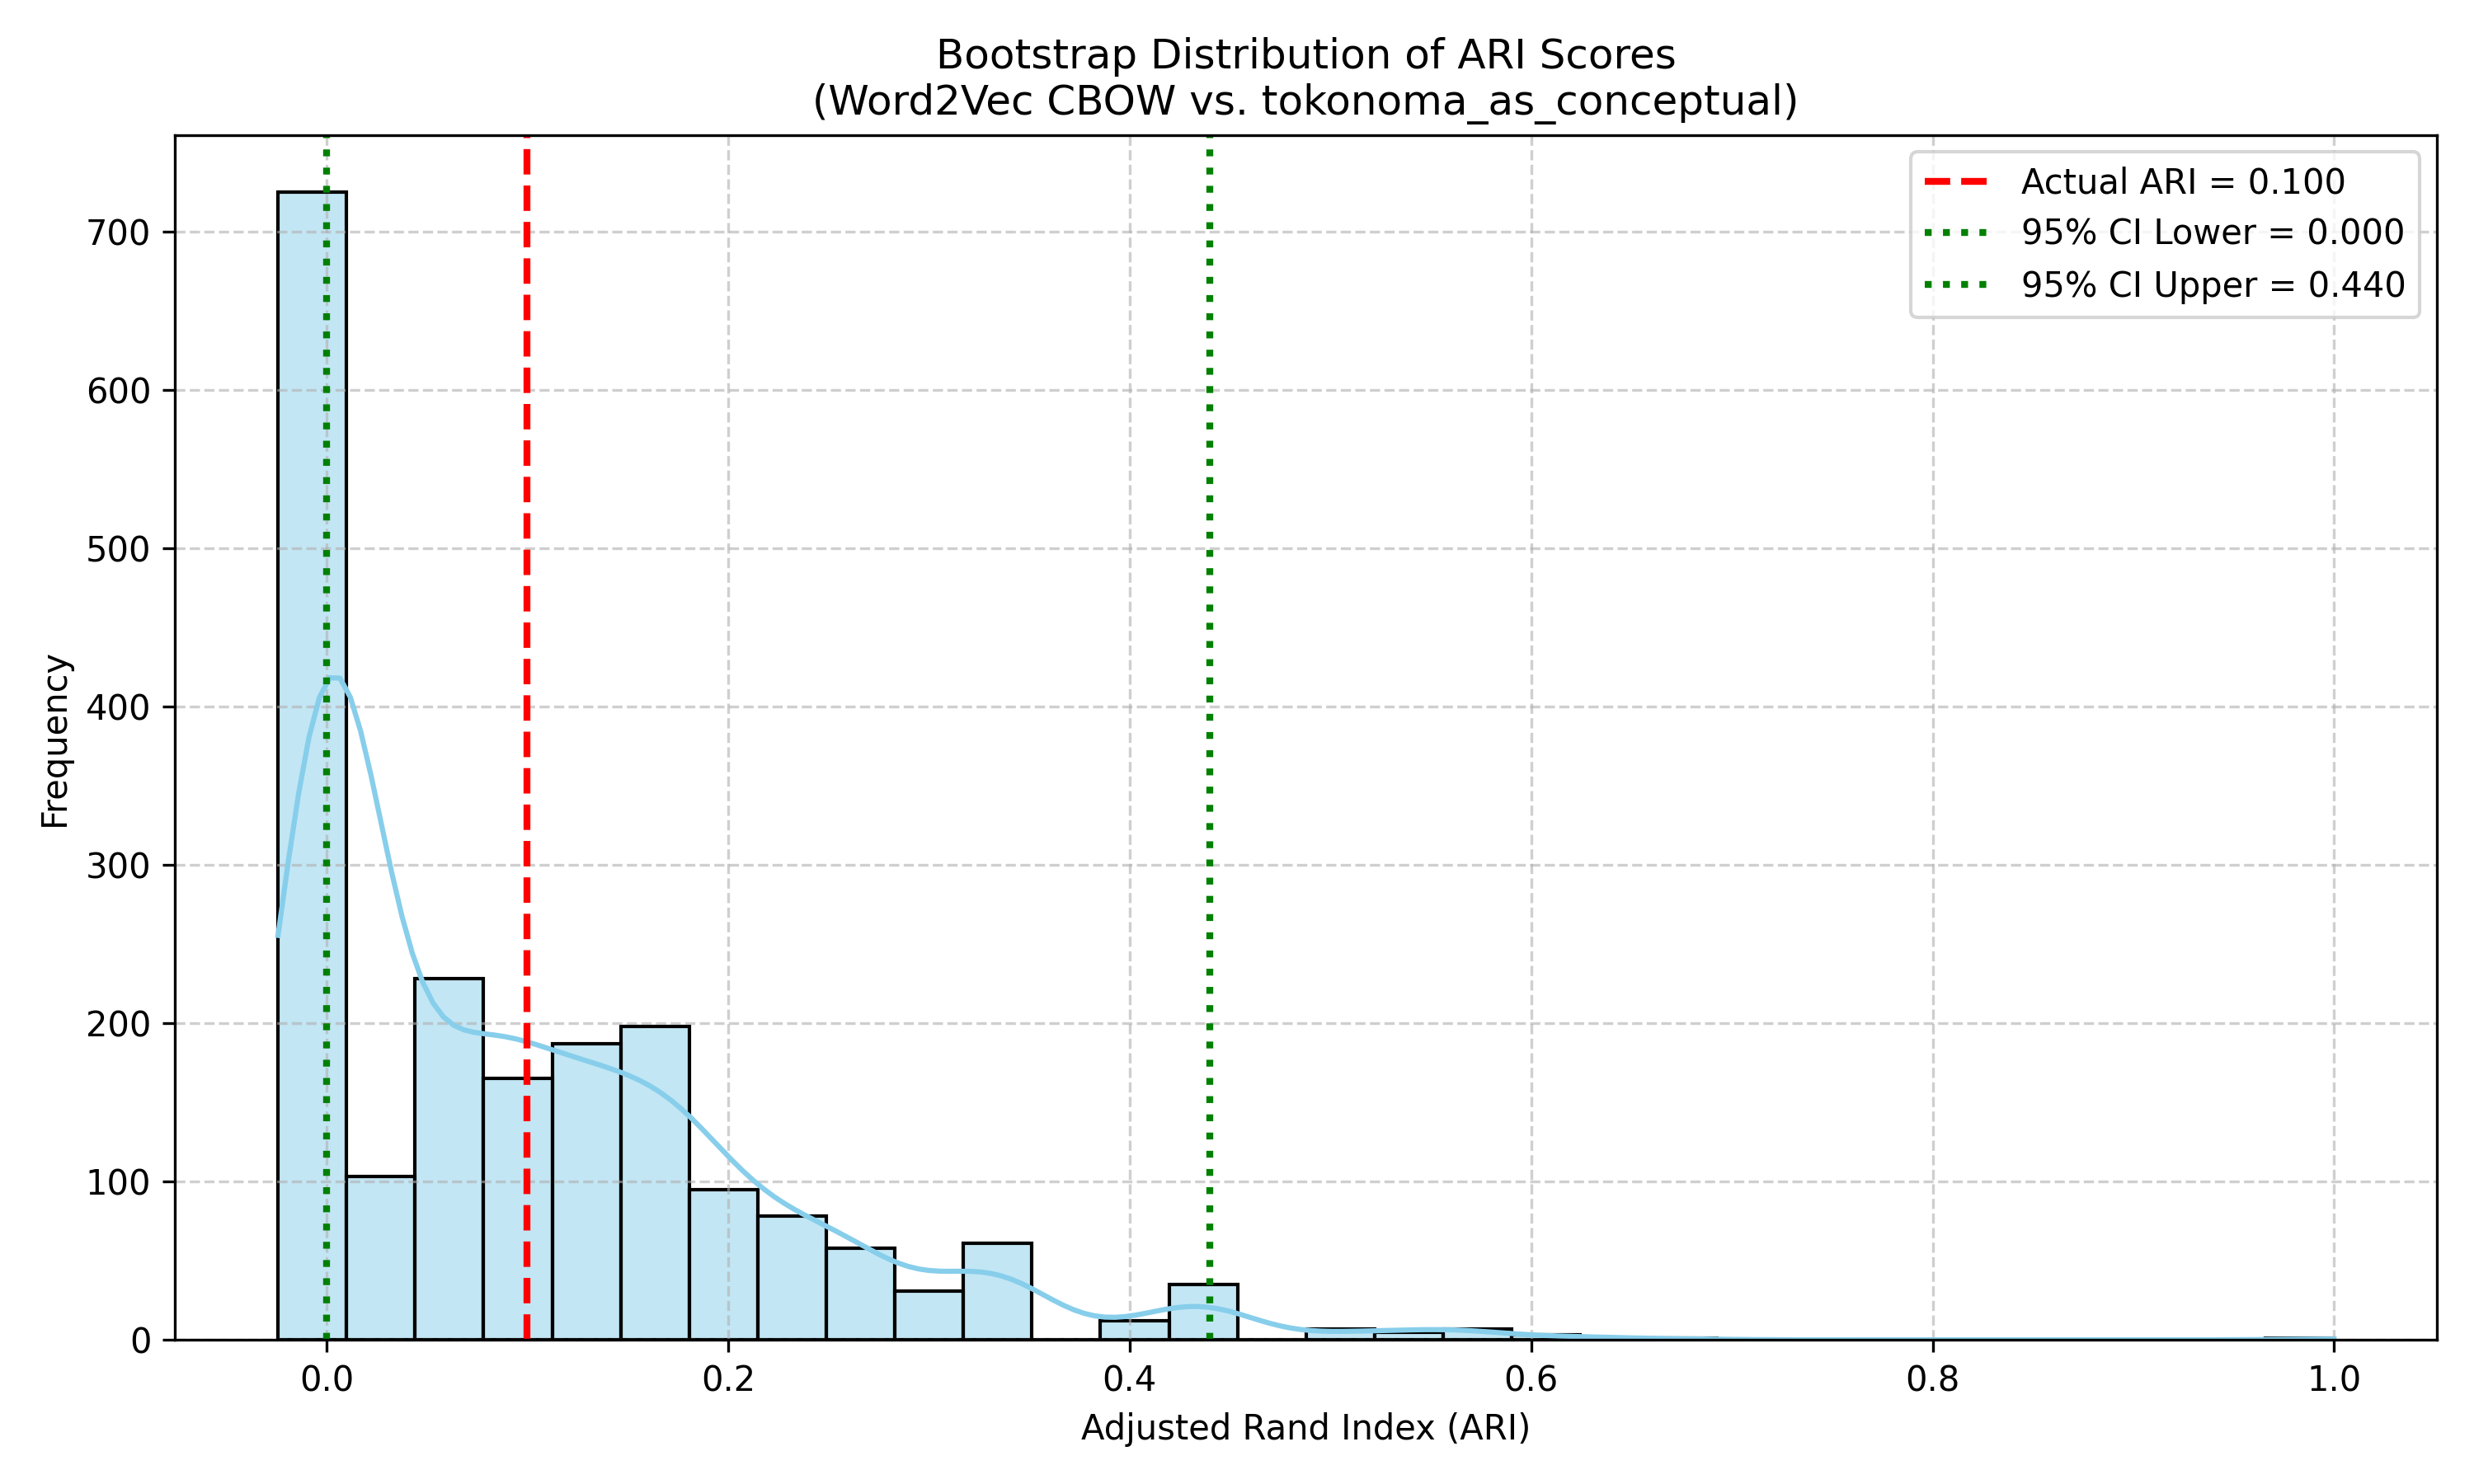 Bootstrap Distribution of ARI Scores
(Word2Vec CBOW vs. tokonoma_as_conceptual)
Actual ARI = 0.100
95% CI Lower = 0.000
95% CI Upper = 0.440
Frequency
700
600
500
400
300
200
100
0
0.0 0.2 0.4 0.6 0.8 1.0
Adjusted Rand Index (ARI)